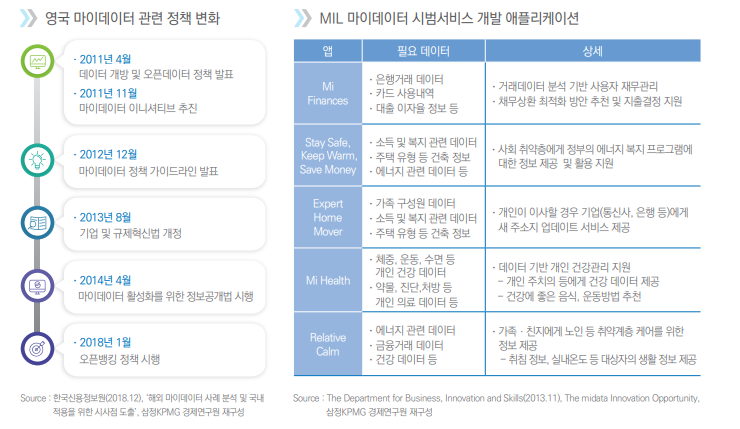 영국 마이데이터 관련 정책 변화
· 2011년 4월
데이터 개방 및 오픈데이터 정책 발표
· 2011년 11월
마이데이터 이니셔티브 추진
· 2012년 12월
마이데이터 정책 가이드라인 발표
· 2013년 8월
기업 및 규제혁신법 개정
· 2014년 4월
마이데이터 활성화를 위한 정보공개법 시행
· 2018년 1월
오픈뱅킹 정책 시행
Source : 한국신용정보원(2018.12), '해외 마이데이터 사례 분석 및 국내
적용을 위한 시사점 도출', 삼정KPMG 경제연구원 재구성
MIL 마이데이터 시범서비스 개발 애플리케이션
앱 필요 데이터 상세
Mi
Finances
· 은행거래 데이터
· 카드 사용내역
· 대출 이자율 정보 등
· 거래데이터 분석 기반 사용자 재무관리
· 채무상환 최적화 방안 추천 및 지출결정 지원
Stay Safe,
Keep Warm,
Save Money
· 소득 및 복지 관련 데이터
· 주택 유형 등 건축 정보
· 에너지 관련 데이터 등
· 사회 취약층에게 정부의 에너지 복지 프로그램에
대한 정보 제공 및 활용 지원
Expert
Home
Mover
· 가족 구성원 데이터
· 소득 및 복지 관련 데이터
· 주택 유형 등 건축 정보
· 개인이 이사할 경우 기업(통신사, 은행 등)에게
새 주소지 업데이트 서비스 제공
Mi Health
· 체중, 운동, 수면 등
개인 건강 데이터
· 약물, 진단,처방 등
개인 의료 데이터 등
· 데이터 기반 개인 건강관리 지원
– 개인 주치의 등에게 건강 데이터 제공
– 건강에 좋은 음식, 운동방법 추천
Relative
Calm
· 에너지 관련 데이터
· 금융거래 데이터
· 건강 데이터 등
· 가족 · 친지에게 노인 등 취약계층 케어를 위한
정보 제공
– 취침 정보, 실내온도 등 대상자의 생활 정보 제공
Source : The Department for Business, Innovation and Skills(2013.11), The midata Innovation Opportunity,
삼정KPMG 경제연구원 재구성